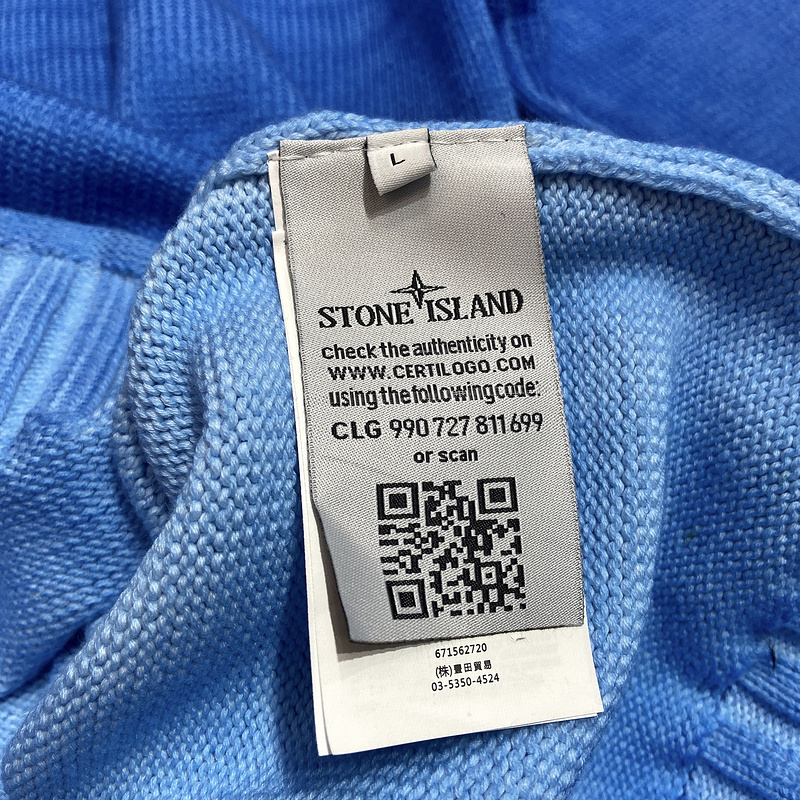 L
STONE ISLAND
check the authenticity on
WWW.CERTILOGO.COM
using the following code:
CLG 990 727 811 699
or scan
671562720
(株)豊田貿易
03-5350-4524